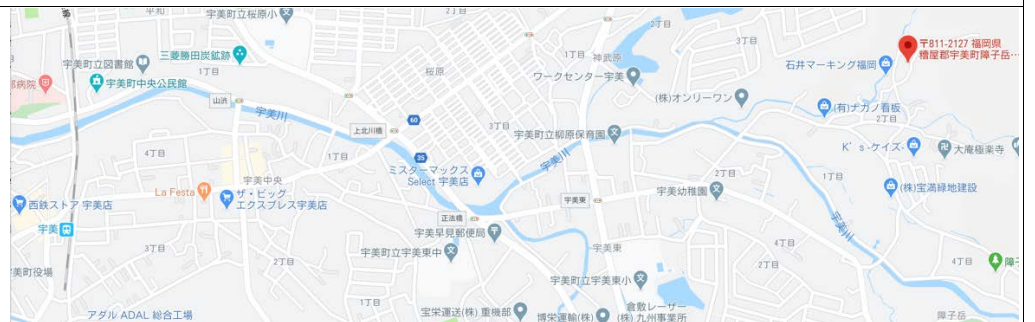 平和
宇美町立桜原小
2丁目
2丁目
3丁目
〒811-2127 福岡県
糟屋郡宇美町障子岳…
三菱勝田炭鉱跡
1丁目
神武原
宇美町立図書館
1丁目
桜原
ワークセンター宇美
石井マーキング福岡
部病院
宇美町中央公民館
山浜
宇美川
(株)オンリーワン
(有)ナカノ看板
2丁目
上北川橋
60
3丁目
宇美町立柳原保育園
4丁目
1丁目
35
K's-ケイズ-
大庵極楽寺
宇美中央
ミスターマックス
Select 宇美店
宇美川
1丁目
La Festa
ザ・ビッグ
エクスプレス宇美店
宇美幼稚園
(株)宝満緑地建設
西鉄ストア 宇美店
宇美東
宇美
正法橋
宇美川
宇美早見郵便局
3丁目
宇美町立宇美東中
宇美東
4丁目
2丁目
2丁目
2丁目
4丁目
障子
美町役場
宇美町立宇美東小
1丁目
アダル ADAL 総合工場
宝栄運送(株) 重機部
博栄運輸(株)
倉敷レーザー
(株) 九州事業所
障子岳